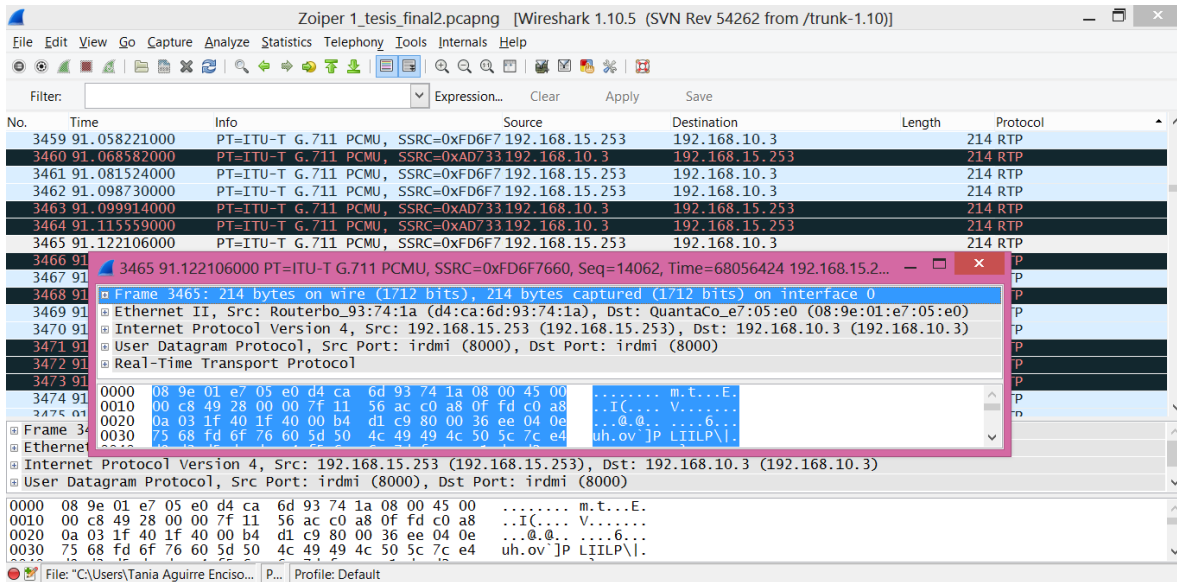 Zoiper 1_tesis_final2.pcapng [Wireshark 1.10.5 (SVN Rev 54262 from /trunk-1.10)]
File Edit View Go Capture Analyze Statistics Telephony Tools Internals Help
Filter: Expression... Clear Apply Save
No. Time Info Source Destination Length Protocol
3459 91.058221000 PT=ITU-T G.711 PCMU, SSRC=0xFD6F7 192.168.15.253 192.168.10.3 214 RTP
3460 91.068582000 PT=ITU-T G.711 PCMU, SSRC=0xAD733 192.168.10.3 192.168.15.253 214 RTP
3461 91.081524000 PT=ITU-T G.711 PCMU, SSRC=0xFD6F7 192.168.15.253 192.168.10.3 214 RTP
3462 91.098730000 PT=ITU-T G.711 PCMU, SSRC=0xFD6F7 192.168.15.253 192.168.10.3 214 RTP
3463 91.099914000 PT=ITU-T G.711 PCMU, SSRC=0xAD733 192.168.10.3 192.168.15.253 214 RTP
3464 91.115559000 PT=ITU-T G.711 PCMU, SSRC=0xAD733 192.168.10.3 192.168.15.253 214 RTP
3465 91.122106000 PT=ITU-T G.711 PCMU, SSRC=0xFD6F7 192.168.15.253 192.168.10.3 214 RTP
3466 91
3467 91
3468 91
3469 91
3470 91
3471 91
3472 91
3473 91
3474 91
3475 91
3465 91.122106000 PT=ITU-T G.711 PCMU, SSRC=0xFD6F7660, Seq=14062, Time=68056424 192.168.15.2...
Frame 3465: 214 bytes on wire (1712 bits), 214 bytes captured (1712 bits) on interface 0
Ethernet II, Src: Routerbo_93:74:1a (d4:ca:6d:93:74:1a), Dst: QuantaCo_e7:05:e0 (08:9e:01:e7:05:e0)
Internet Protocol Version 4, Src: 192.168.15.253 (192.168.15.253), Dst: 192.168.10.3 (192.168.10.3)
User Datagram Protocol, Src Port: irdmi (8000), Dst Port: irdmi (8000)
Real-Time Transport Protocol
0000 08 9e 01 e7 05 e0 d4 ca 6d 93 74 1a 08 00 45 00 ........ m.t...E.
0010 00 c8 49 28 00 00 7f 11 56 ac c0 a8 0f fd c0 a8 ..I(.... V.......
0020 0a 03 1f 40 1f 40 00 b4 d1 c9 80 00 36 ee 04 0e ...@.@.. ....6...
0030 75 68 fd 6f 76 60 5d 50 4c 49 49 4c 50 5c 7c e4 uh.ov`]P LIILP\|.
Frame 34
Ethernet
Internet Protocol Version 4, Src: 192.168.15.253 (192.168.15.253), Dst: 192.168.10.3 (192.168.10.3)
User Datagram Protocol, Src Port: irdmi (8000), Dst Port: irdmi (8000)
0000 08 9e 01 e7 05 e0 d4 ca 6d 93 74 1a 08 00 45 00 ........ m.t...E.
0010 00 c8 49 28 00 00 7f 11 56 ac c0 a8 0f fd c0 a8 ..I(.... V.......
0020 0a 03 1f 40 1f 40 00 b4 d1 c9 80 00 36 ee 04 0e ...@.@.. ....6...
0030 75 68 fd 6f 76 60 5d 50 4c 49 49 4c 50 5c 7c e4 uh.ov`]P LIILP\|.
File: "C:\Users\Tania Aguirre Enciso... P... Profile: Default